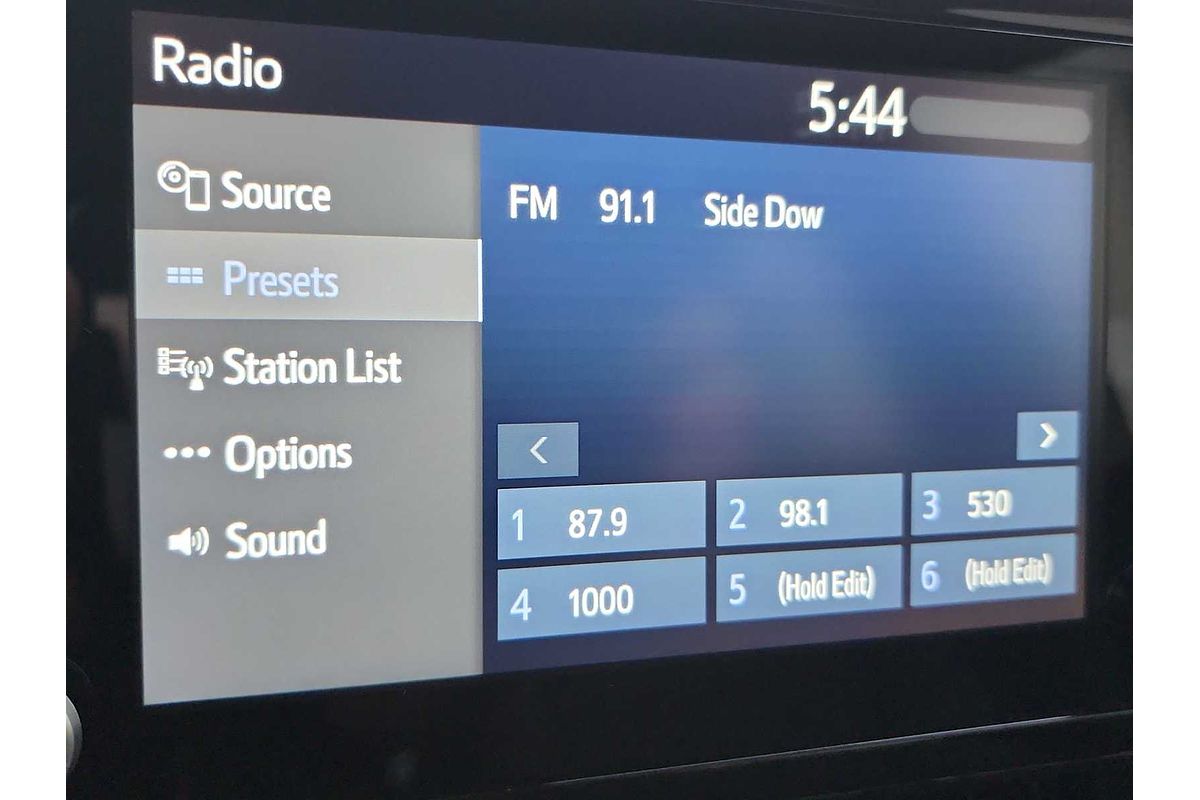 Radio
5:44
Source
Presets
Station List
Options
Sound
FM 91.1 Side Dow
<
>
1 87.9
2 98.1
3 530
4 1000
5 (Hold Edit)
6 (Hold Edit)